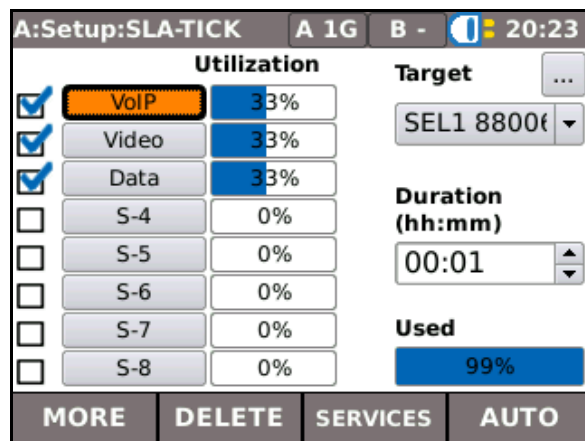 A:Setup:SLA-TICK A 1G B - 20:23
Utilization
Target ...
VoIP 33%
SEL1 88006
Video 33%
Data 33%
Duration
(hh:mm)
S-4 0%
00:01
S-5 0%
S-6 0%
S-7 0%
Used
S-8 0%
99%
MORE DELETE SERVICES AUTO